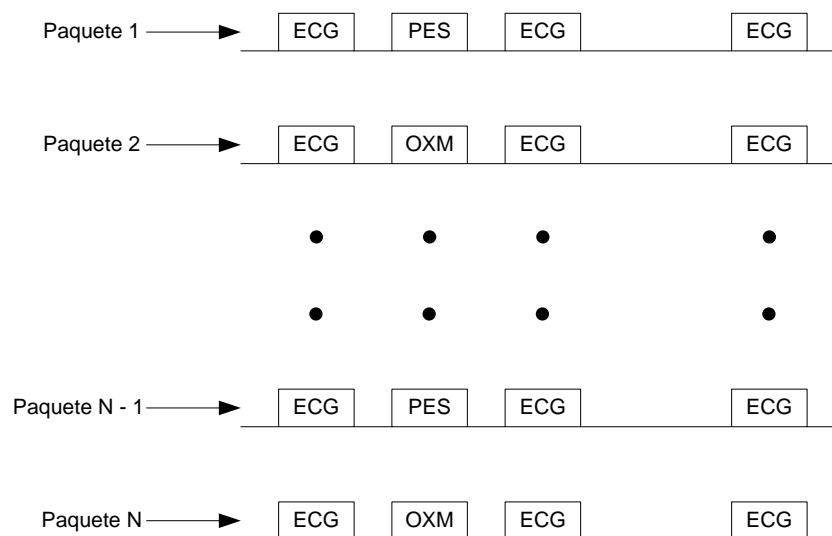 Paquete 1 ECG PES ECG ECG
Paquete 2 ECG OXM ECG ECG
Paquete N - 1 ECG PES ECG ECG
Paquete N ECG OXM ECG ECG